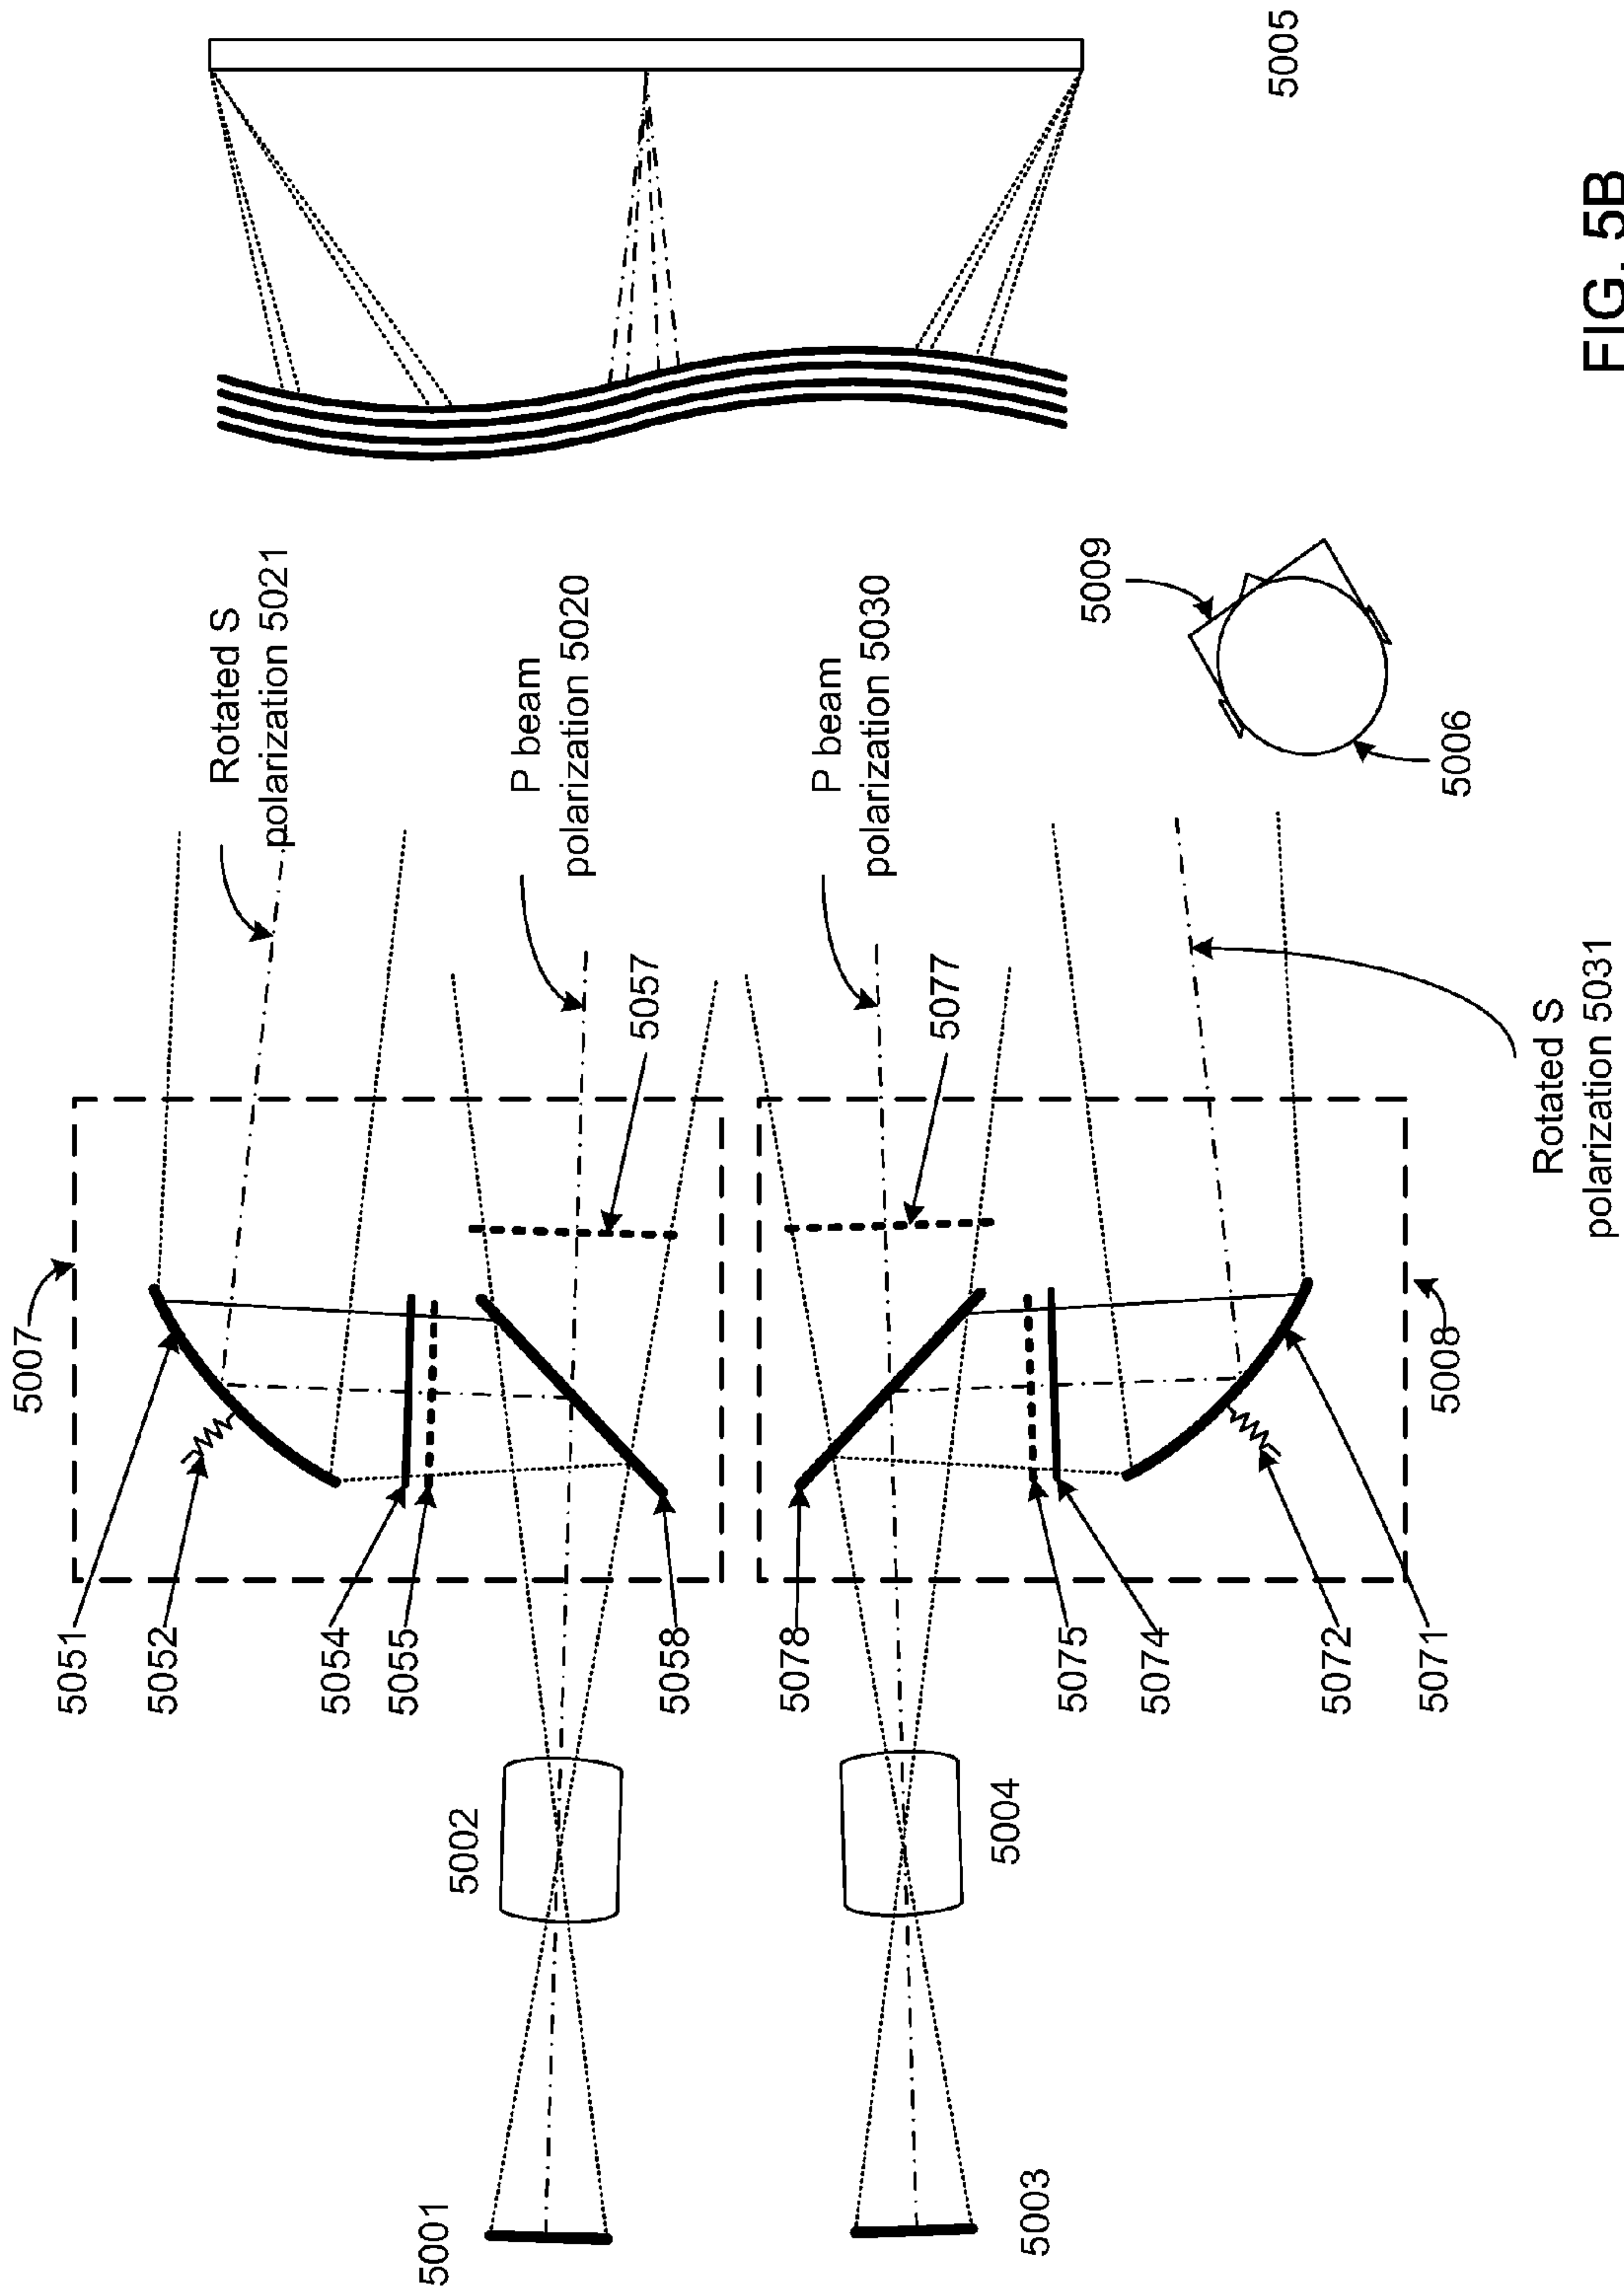 5007
5051
5052
5054
5055
5058
5057
5002
5001
Rotated S
polarization 5021
P beam
polarization 5020
P beam
polarization 5030
5078
5077
5075
5074
5072
5071
5008
5004
5003
Rotated S
polarization 5031
5009
5006
5005
FIG. 5B